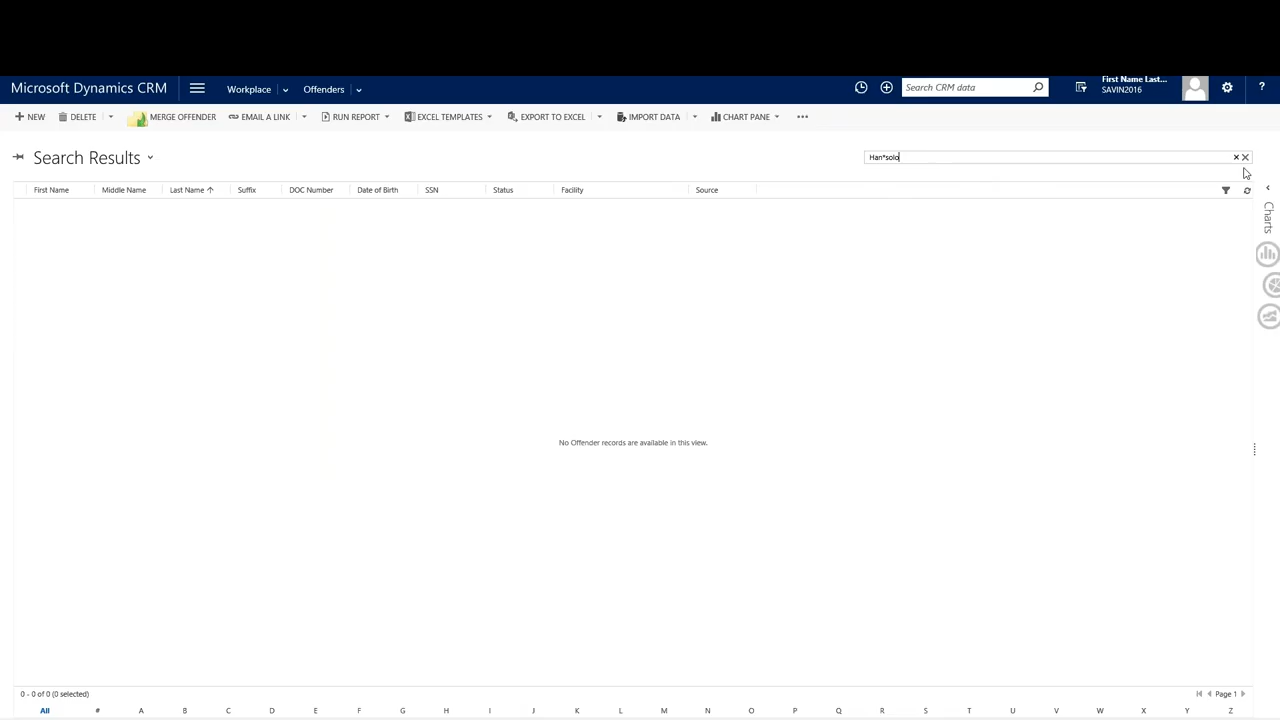 Microsoft Dynamics CRM
Workplace
Offenders
Search CRM data
First Name Last...
SAVIN2016
?
NEW
DELETE
MERGE OFFENDER
EMAIL A LINK
RUN REPORT
EXCEL TEMPLATES
EXPORT TO EXCEL
IMPORT DATA
CHART PANE
Search Results
Han*solo
First Name Middle Name Last Name Suffix DOC Number Date of Birth SSN Status Facility Source
Charts
No Offender records are available in this view.
0 - 0 of 0 (0 selected)
Page 1
All # A B C D E F G H I J K L M N O P Q R S T U V W X Y Z